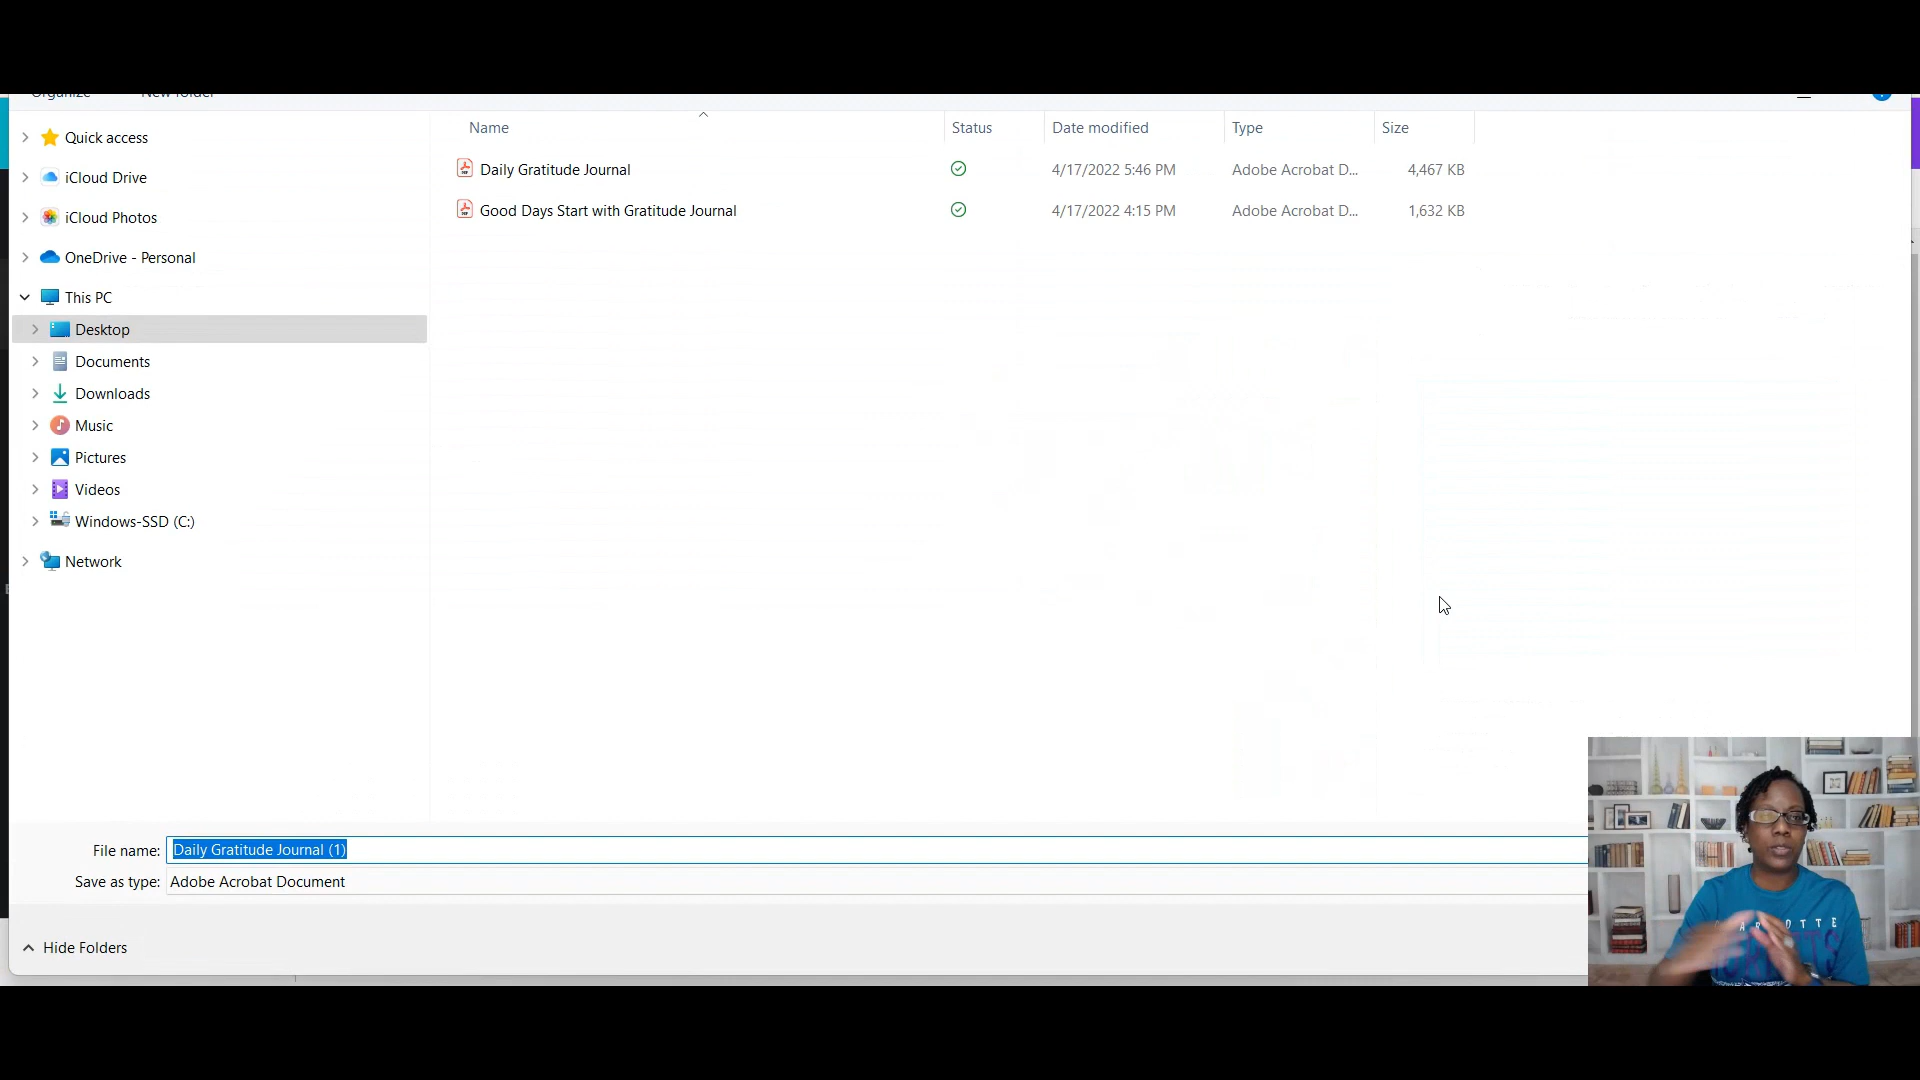 Organize New folder
Name Status Date modified Type Size
Quick access
Daily Gratitude Journal 4/17/2022 5:46 PM Adobe Acrobat D... 4,467 KB
iCloud Drive
Good Days Start with Gratitude Journal 4/17/2022 4:15 PM Adobe Acrobat D... 1,632 KB
iCloud Photos
OneDrive - Personal
This PC
Desktop
Documents
Downloads
Music
Pictures
Videos
Windows-SSD (C:)
Network
File name: Daily Gratitude Journal (1)
Save as type: Adobe Acrobat Document
Hide Folders